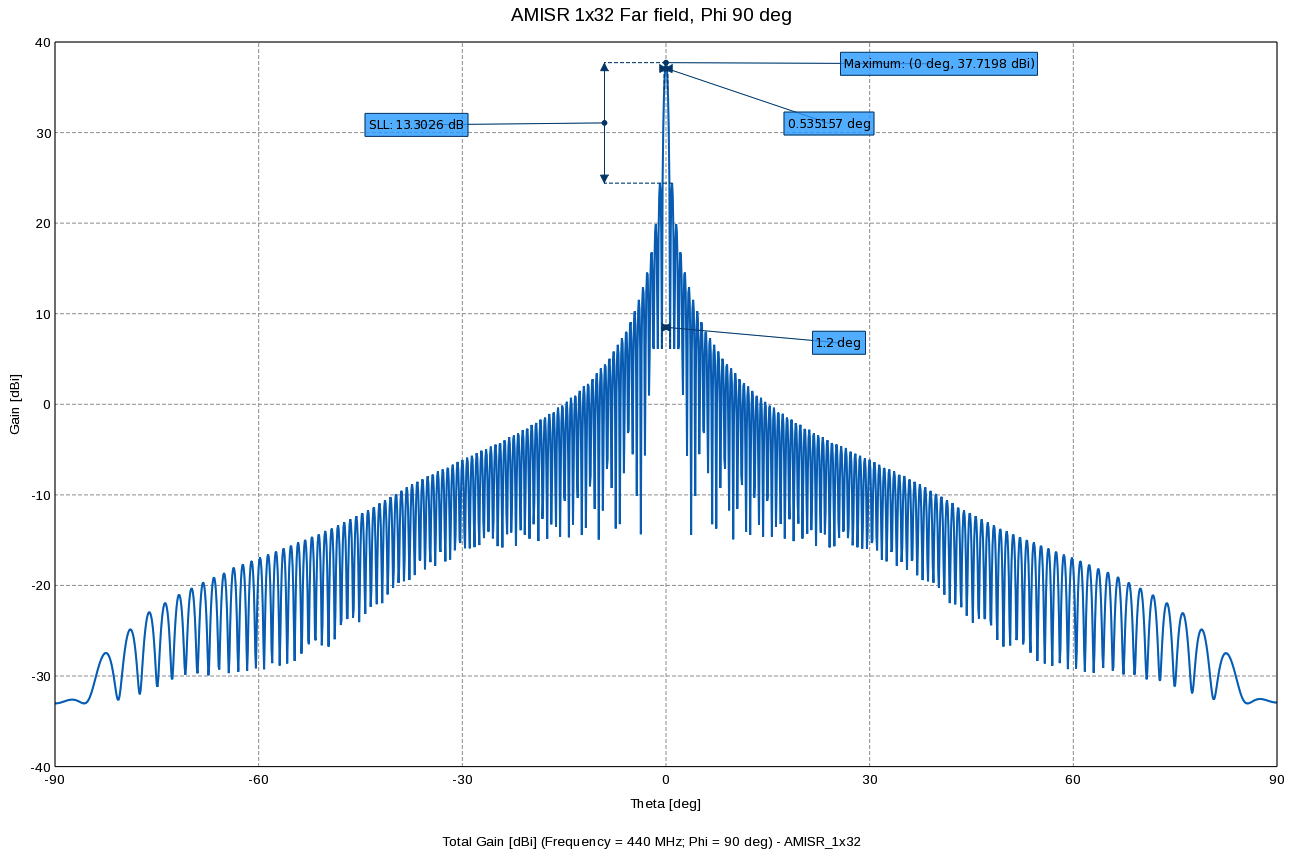 AMISR 1x32 Far field, Phi 90 deg
40
Maximum: (0 deg, 37.7198 dBi)
SLL: 13.3026 dB
0.535157 deg
30
20
10
1.2 deg
Gain [dBi]
0
-10
-20
-30
-40
-90
-60
-30
0
30
60
90
Theta [deg]
Total Gain [dBi] (Frequency = 440 MHz; Phi = 90 deg) - AMISR_1x32